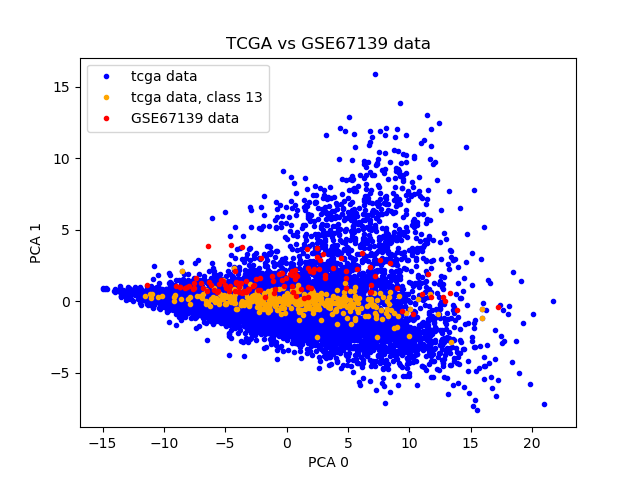 TCGA vs GSE67139 data
tcga data
tcga data, class 13
GSE67139 data
15
10
5
0
−5
PCA 1
−15
−10
−5
0
5
10
15
20
PCA 0